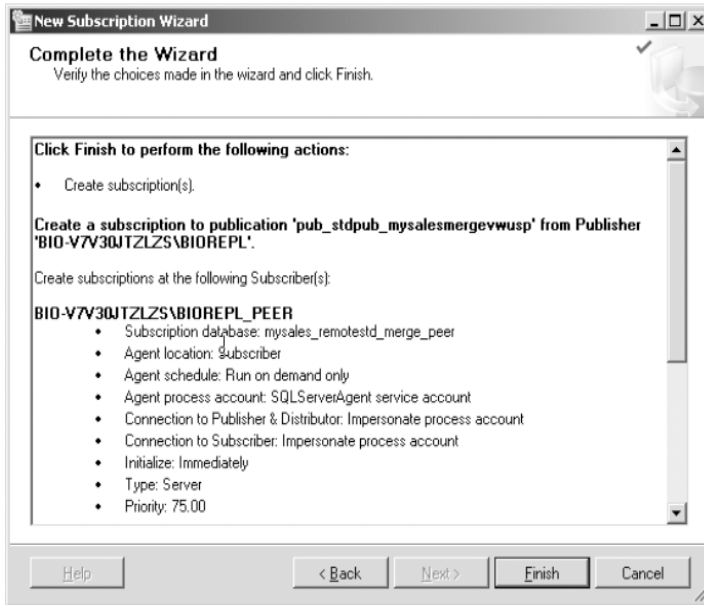 New Subscription Wizard
Complete the Wizard
Verify the choices made in the wizard and click Finish.
Click Finish to perform the following actions:
• Create subscription(s).
Create a subscription to publication 'pub_stdpub_mysalesmergevwusp' from Publisher
'BIO-V7V30JTZLZS\BIOREPL'.
Create subscriptions at the following Subscriber(s):
BIO-V7V30JTZLZS\BIOREPL_PEER
• Subscription database: mysales_remotestd_merge_peer
• Agent location: Subscriber
• Agent schedule: Run on demand only
• Agent process account: SQLServerAgent service account
• Connection to Publisher & Distributor: Impersonate process account
• Connection to Subscriber: Impersonate process account
• Initialize: Immediately
• Type: Server
• Priority: 75.00
Help < Back Next > Finish Cancel